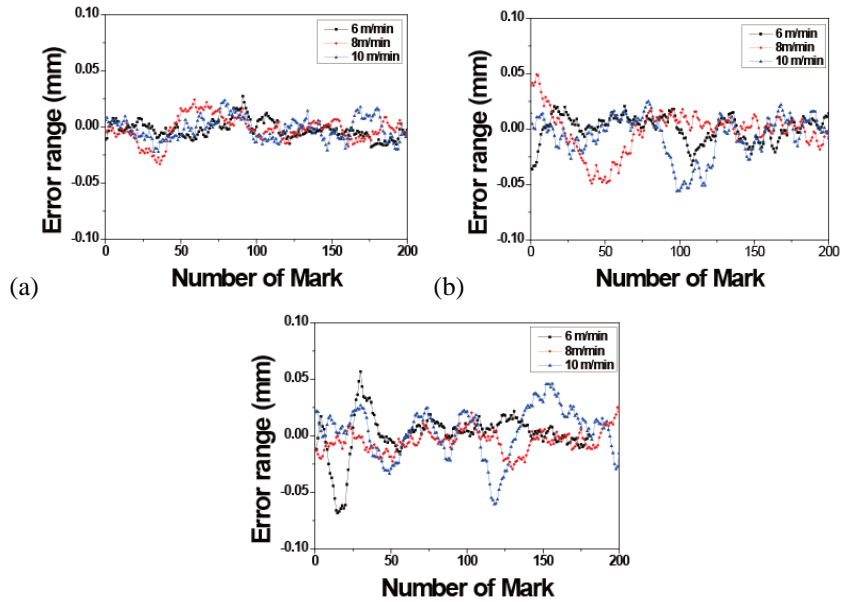 0.10
6 m/min
8m/min
10 m/min
0.05
0.00
-0.05
-0.10
Error range (mm)
0 50 100 150 200
Number of Mark
(a)
0.10
6 m/min
8m/min
10 m/min
0.05
0.00
-0.05
-0.10
Error range (mm)
0 50 100 150 200
Number of Mark
(b)
0.10
6 m/min
8m/min
10 m/min
0.05
0.00
-0.05
-0.10
Error range (mm)
0 50 100 150 200
Number of Mark